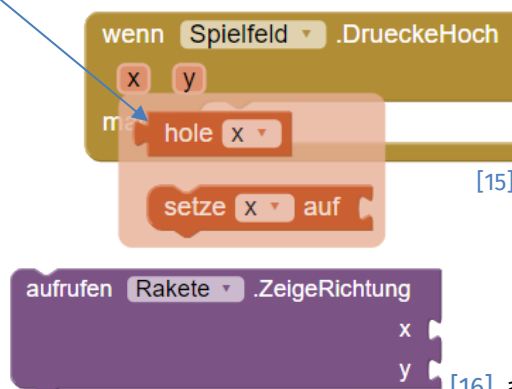 wenn Spielfeld .DrueckeHoch
x y
hole x
[15]
setze x auf
aufrufen Rakete .ZeigeRichtung
x
y
[16]